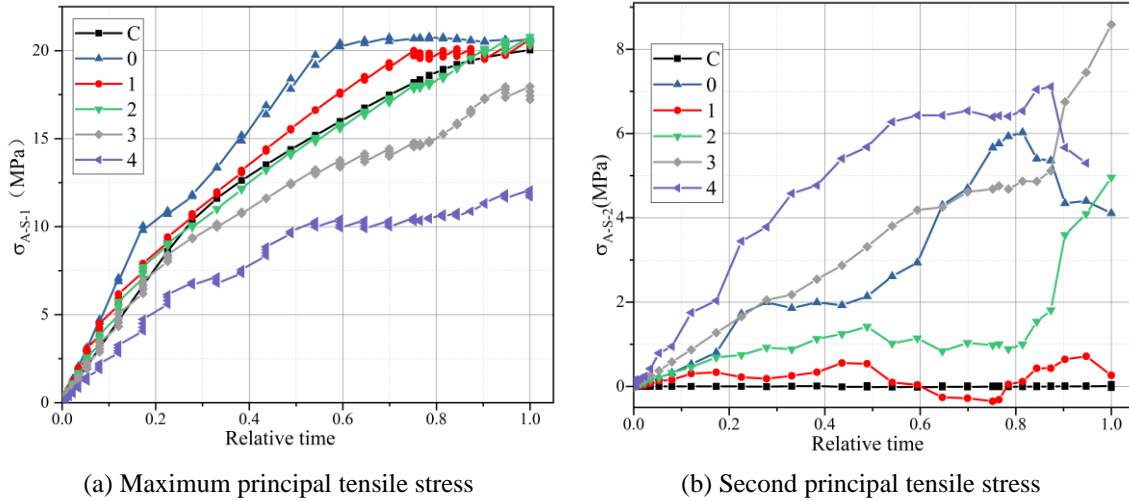 σA-S-1（MPa）
20
15
10
5
0
C
0
1
2
3
4
0.0 0.2 0.4 0.6 0.8 1.0
Relative time
(a) Maximum principal tensile stress
σA-S-2(MPa)
8
6
4
2
0
C
0
1
2
3
4
0.0 0.2 0.4 0.6 0.8 1.0
Relative time
(b) Second principal tensile stress